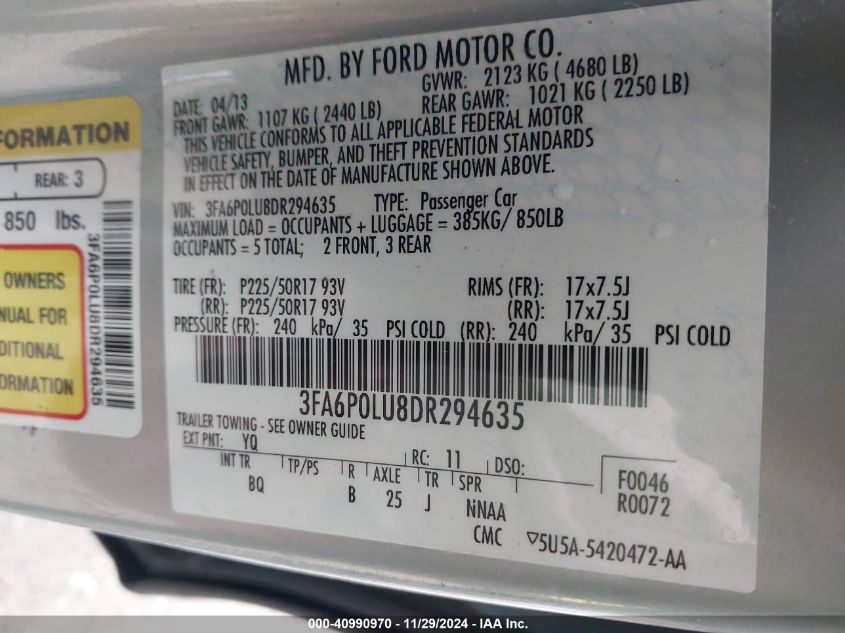 FORMATION
REAR: 3
850 lbs.
OWNERS
NUAL FOR
DITIONAL
ORMATION
3FA6P0LU8DR294635
MFD. BY FORD MOTOR CO.
DATE: 04/13 GVWR: 2123 KG ( 4680 LB)
FRONT GAWR: 1107 KG ( 2440 LB) REAR GAWR: 1021 KG ( 2250 LB)
THIS VEHICLE CONFORMS TO ALL APPLICABLE FEDERAL MOTOR
VEHICLE SAFETY, BUMPER, AND THEFT PREVENTION STANDARDS
IN EFFECT ON THE DATE OF MANUFACTURE SHOWN ABOVE.
VIN: 3FA6P0LU8DR294635 TYPE: Passenger Car
MAXIMUM LOAD = OCCUPANTS + LUGGAGE = 385KG/ 850LB
OCCUPANTS = 5 TOTAL; 2 FRONT, 3 REAR
TIRE (FR): P225/50R17 93V RIMS (FR): 17x7.5J
(RR): P225/50R17 93V (RR): 17x7.5J
PRESSURE (FR): 240 kPa/ 35 PSI COLD (RR): 240 kPa/ 35 PSI COLD
3FA6P0LU8DR294635
TRAILER TOWING - SEE OWNER GUIDE
EXT PNT: YQ RC: 11 DSO:
INT TR TP/PS R AXLE TR SPR
BQ B 25 J NNAA
F0046
R0072
CMC ▽5U5A-5420472-AA
000-40990970 - 11/29/2024 - IAA Inc.